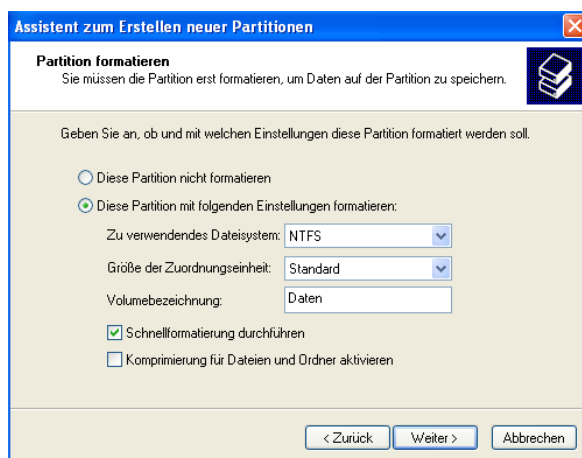 Assistent zum Erstellen neuer Partitionen
Partition formatieren
Sie müssen die Partition erst formatieren, um Daten auf der Partition zu speichern.
Geben Sie an, ob und mit welchen Einstellungen diese Partition formatiert werden soll.
Diese Partition nicht formatieren
Diese Partition mit folgenden Einstellungen formatieren:
Zu verwendendes Dateisystem: NTFS
Größe der Zuordnungseinheit: Standard
Volumebezeichnung: Daten
Schnellformatierung durchführen
Komprimierung für Dateien und Ordner aktivieren
< Zurück Weiter > Abbrechen